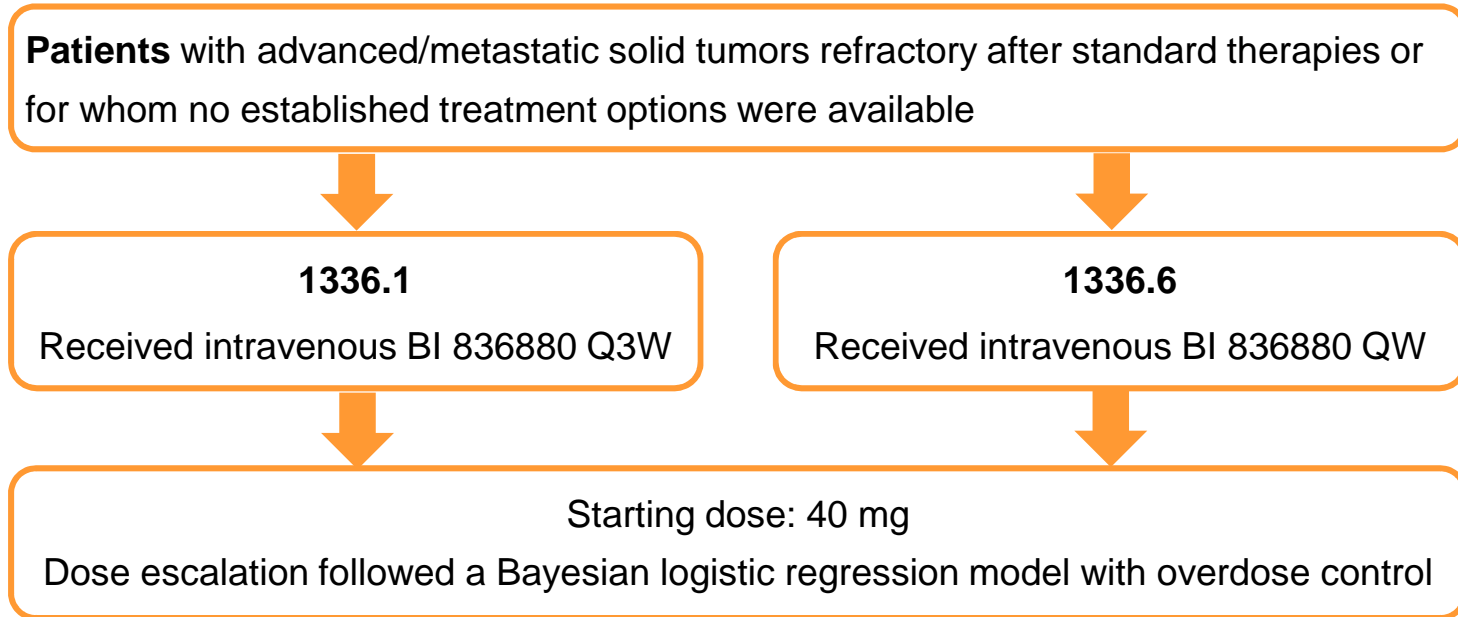 Patients with advanced/metastatic solid tumors refractory after standard therapies or
for whom no established treatment options were available
1336.1
Received intravenous BI 836880 Q3W
1336.6
Received intravenous BI 836880 QW
Starting dose: 40 mg
Dose escalation followed a Bayesian logistic regression model with overdose control